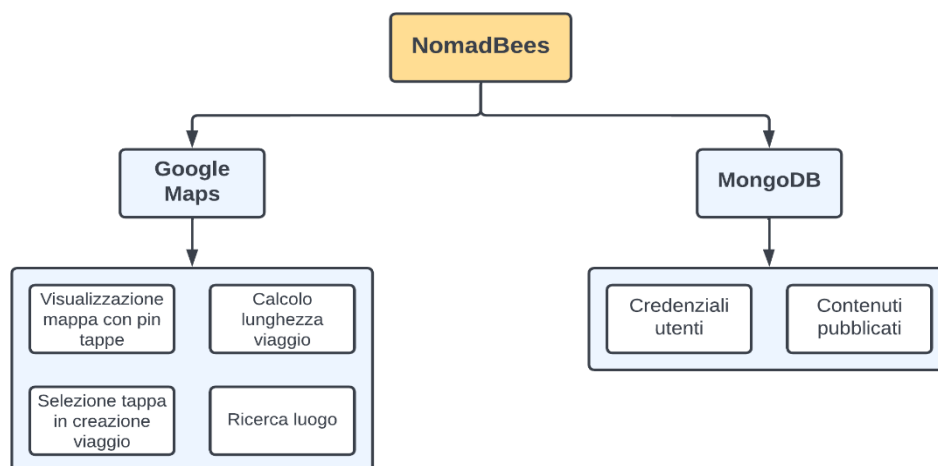 NomadBees
Google
Maps
MongoDB
Visualizzazione
mappa con pin
tappe
Calcolo
lunghezza
viaggio
Credenziali
utenti
Contenuti
pubblicati
Selezione tappa
in creazione
viaggio
Ricerca luogo